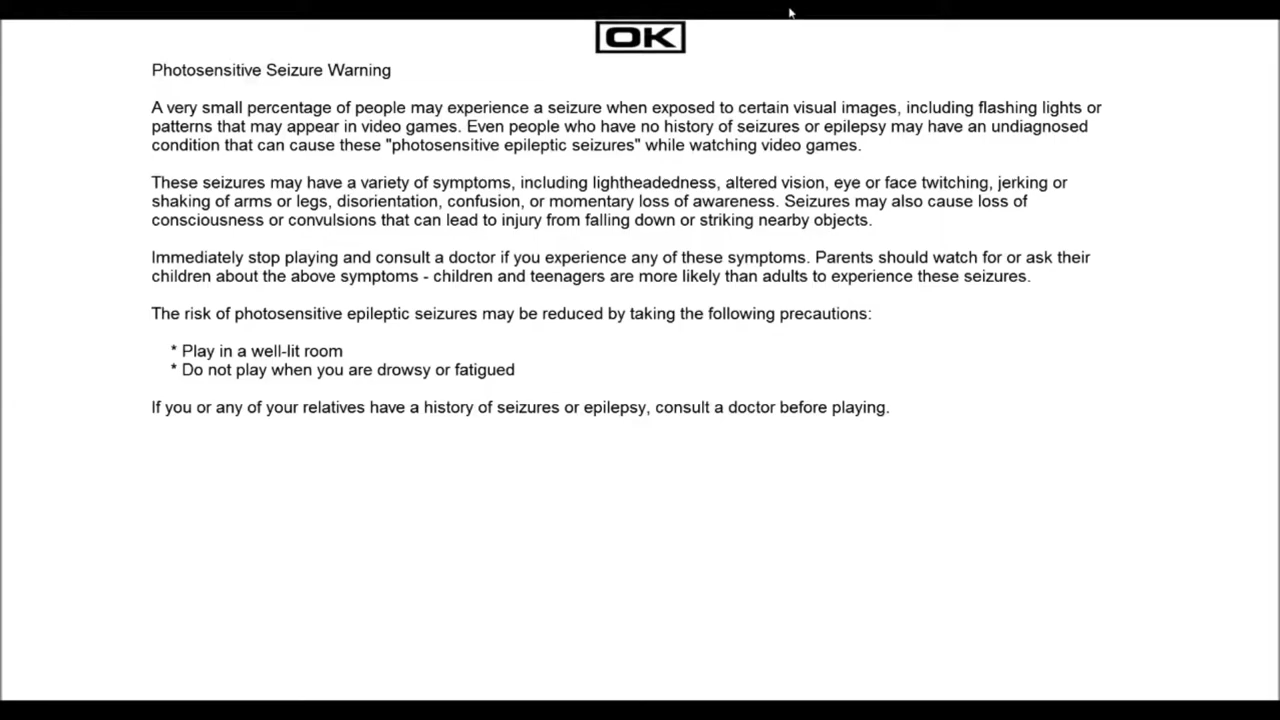 OK
Photosensitive Seizure Warning
A very small percentage of people may experience a seizure when exposed to certain visual images, including flashing lights or
patterns that may appear in video games. Even people who have no history of seizures or epilepsy may have an undiagnosed
condition that can cause these "photosensitive epileptic seizures" while watching video games.
These seizures may have a variety of symptoms, including lightheadedness, altered vision, eye or face twitching, jerking or
shaking of arms or legs, disorientation, confusion, or momentary loss of awareness. Seizures may also cause loss of
consciousness or convulsions that can lead to injury from falling down or striking nearby objects.
Immediately stop playing and consult a doctor if you experience any of these symptoms. Parents should watch for or ask their
children about the above symptoms - children and teenagers are more likely than adults to experience these seizures.
The risk of photosensitive epileptic seizures may be reduced by taking the following precautions:
* Play in a well-lit room
* Do not play when you are drowsy or fatigued
If you or any of your relatives have a history of seizures or epilepsy, consult a doctor before playing.